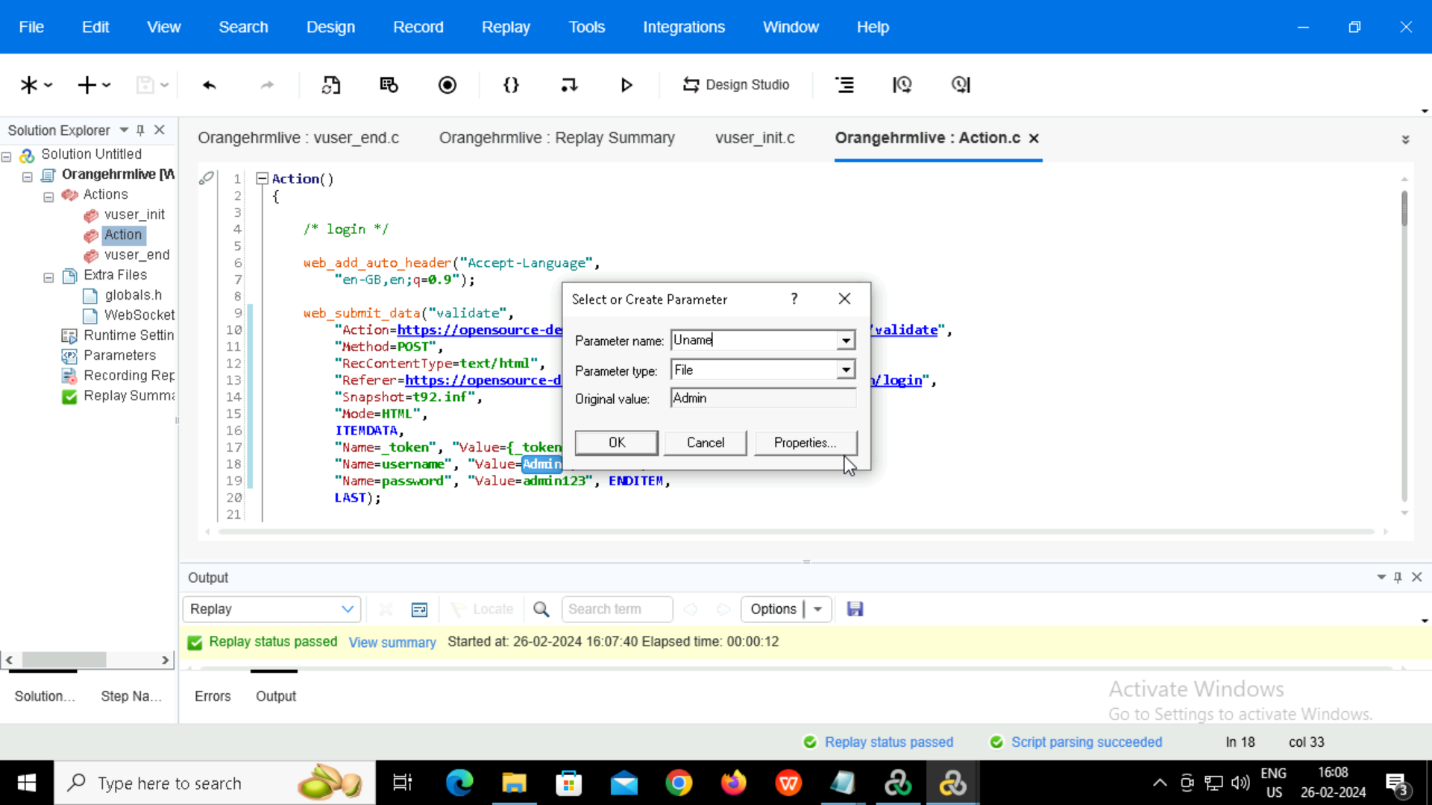 File Edit View Search Design Record Replay Tools Integrations Window Help
Design Studio
Solution Explorer
Solution Untitled
Orangehrmlive [W
Actions
vuser_init
Action
vuser_end
Extra Files
globals.h
WebSocket
Runtime Settin
Parameters
Recording Rep
Replay Summa
Solution... Step Na...
Orangehrmlive : vuser_end.c Orangehrmlive : Replay Summary vuser_init.c Orangehrmlive : Action.c
1 Action()
2 {
3
4 /* login */
5
6 web_add_auto_header("Accept-Language",
7 "en-GB,en;q=0.9");
8
9 web_submit_data("validate",
10 "Action=https://opensource-de /validate",
11 "Method=POST",
12 "RecContentType=text/html",
13 "Referer=https://opensource-d /login",
14 "Snapshot=t92.inf",
15 "Mode=HTML",
16 ITEMDATA,
17 "Name=_token", "Value={_token
18 "Name=username", "Value=Admin
19 "Name=password", "Value=admin123", ENDITEM,
20 LAST);
21
Select or Create Parameter ?
Parameter name: Uname
Parameter type: File
Original value: Admin
OK Cancel Properties...
Output
Replay Locate Search term Options
Replay status passed View summary Started at: 26-02-2024 16:07:40 Elapsed time: 00:00:12
Errors Output
Activate Windows
Go to Settings to activate Windows.
Replay status passed Script parsing succeeded ln 18 col 33
Type here to search
ENG
US
16:08
26-02-2024
3